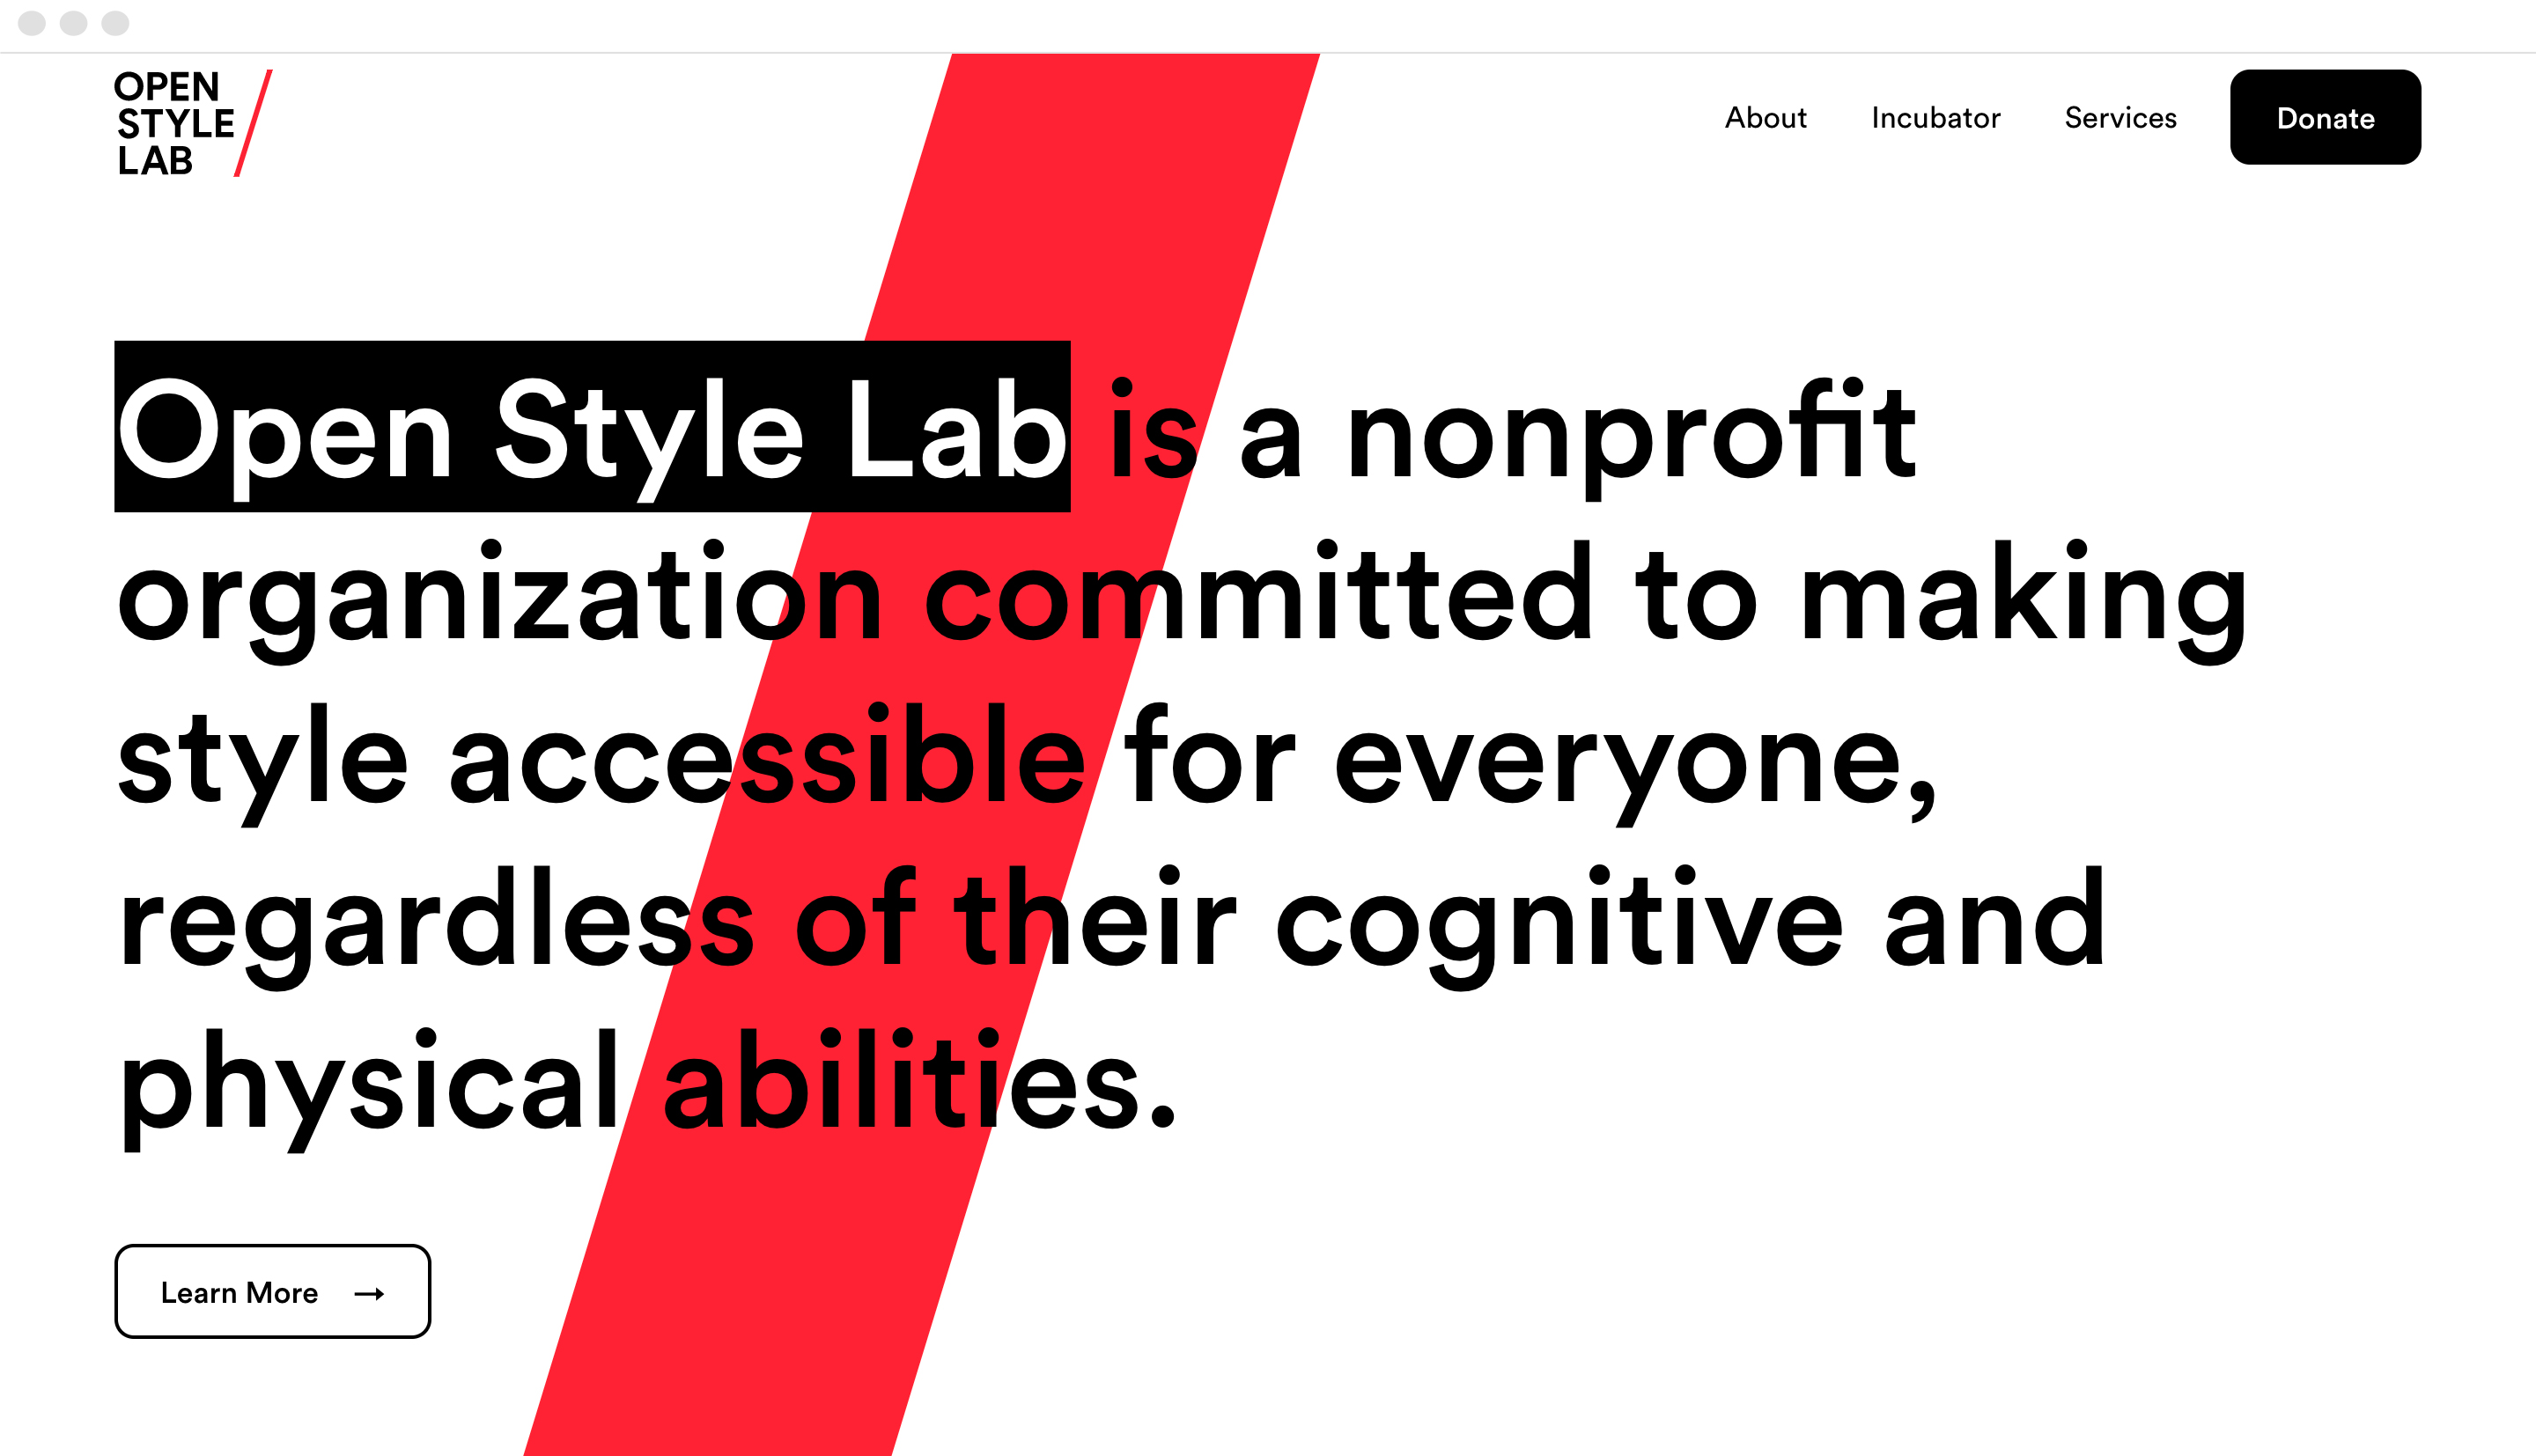 OPEN
STYLE
LAB
About Incubator Services Donate
Open Style Lab is a nonprofit
organization committed to making
style accessible for everyone,
regardless of their cognitive and
physical abilities.
Learn More →